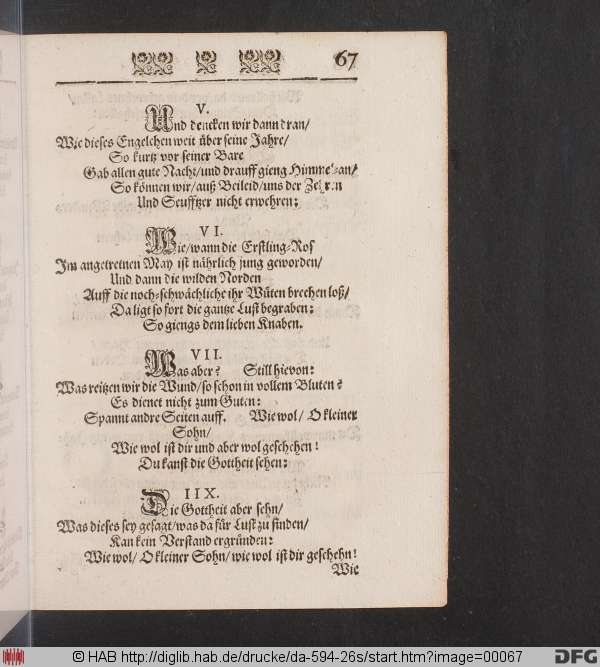 67
V.
Und dencken wir dann dran/
Wie dieses Engelchen weit über seine Jahre/
So kurtz vor seiner Bare
Gab allen gute Nacht/und drauff gieng Himmel-an/
So können wir/auß Beileid/uns der Zehren
Und Seufftzer nicht erwehren:
VI.
Wie/wann die Erstling-Ros
Im angetretnen May ist nährlich jung geworden/
Und dann die wilden Norden
Auff die noch-schwächliche ihr Wüten brechen loß/
Da ligt so fort die gantze Lust begraben:
So giengs dem lieben Knaben.
VII.
Was aber? Still hievon:
Was reitzen wir die Wund/so schon in vollem Bluten?
Es dienet nicht zum Guten:
Spannt andre Seiten auff. Wie wol/ O kleiner
Sohn/
Wie wol ist dir und aber wol geschehen!
Du kanst die Gottheit sehen:
IIX.
Die Gottheit aber sehn/
Was dieses sey gesagt/was da für Lust zu finden/
Kan kein Verstand ergründen:
Wie wol/ O kleiner Sohn/wie wol ist dir geschehn!
Wie
© HAB http://diglib.hab.de/drucke/da-594-26s/start.htm?image=00067
DFG